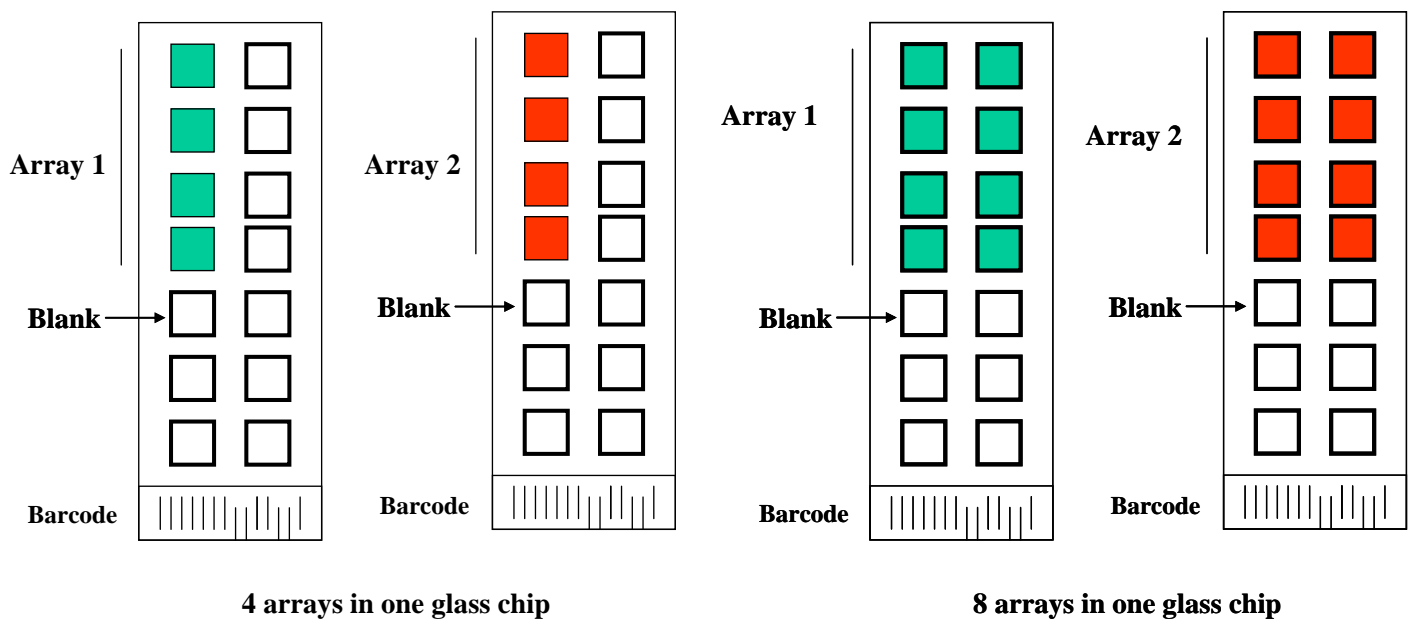 Array 1
Blank
Barcode
Array 2
Blank
Barcode
4 arrays in one glass chip
Array 1
Blank
Barcode
Array 2
Blank
Barcode
8 arrays in one glass chip